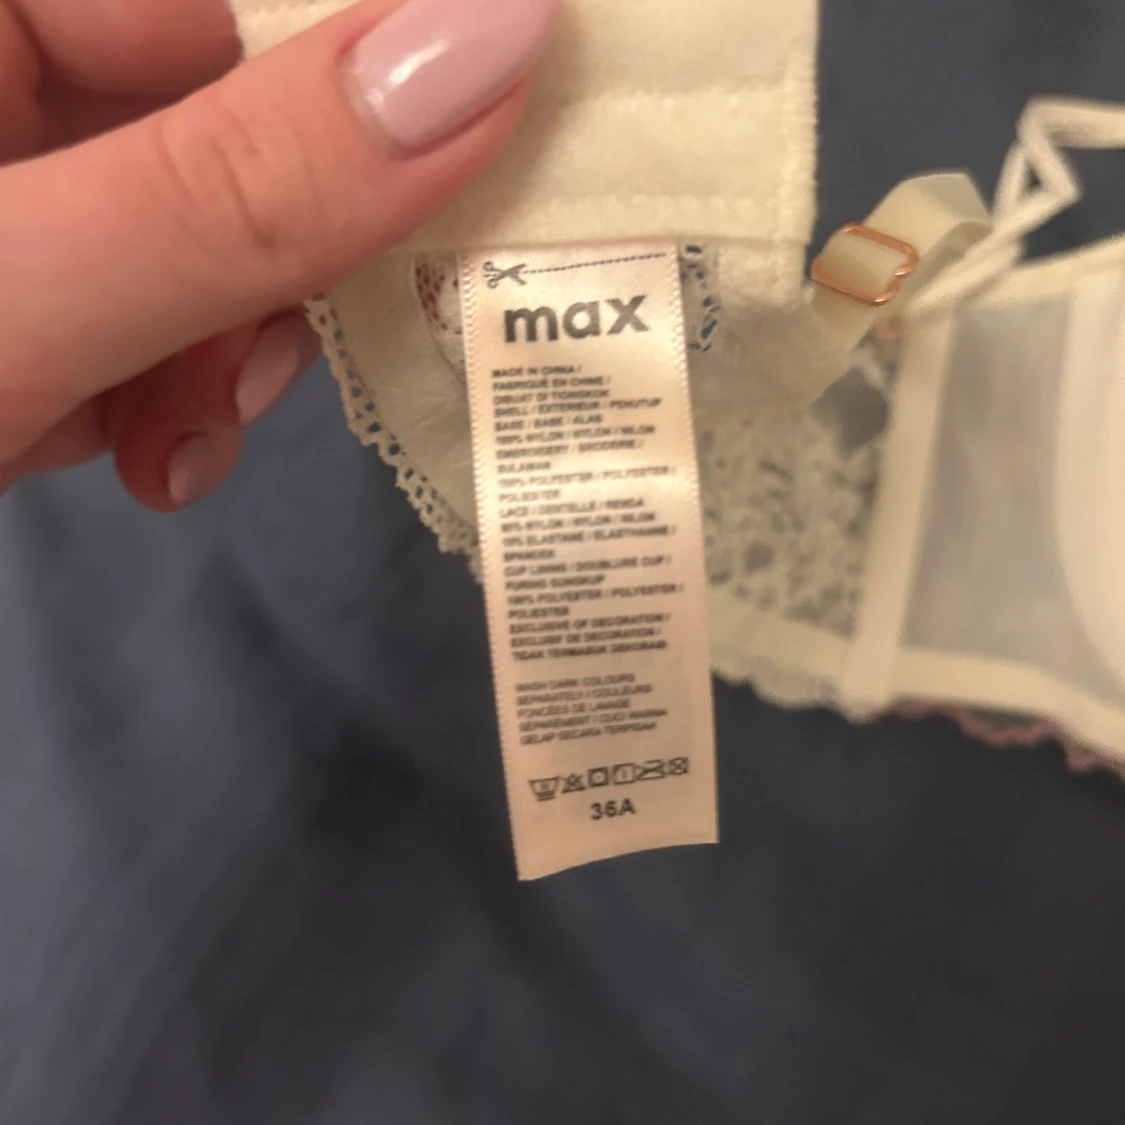 max
MADE IN CHINA /
FABRIQUÉ EN CHINE /
DIBUAT DI TIONGKOK
SHELL / EXTERIEUR / PENUTUP
BASE / BASE / ALAS
100% NYLON / NYLON / NILON
EMBROIDERY / BRODERIE /
SULAMAN
100% POLYESTER / POLYESTER /
POLIESTER
LACE / DENTELLE / RENDA
90% NYLON / NYLON / NILON
10% ELASTANE / ELASTHANNE /
SPANDEX
CUP LINING / DOUBLURE CUP /
FURING SUNGKUP
100% POLYESTER / POLYESTER /
POLIESTER
EXCLUSIVE OF DECORATION /
EXCLUSIF DE DECORATION /
TIDAK TERMASUK DEKORASI
WASH DARK COLOURS
SEPARATELY / COULEURS
FONCÉES DE LAVAGE
SÉPARÉMENT / CUCI WARNA
GELAP SECARA TERPISAH
36A